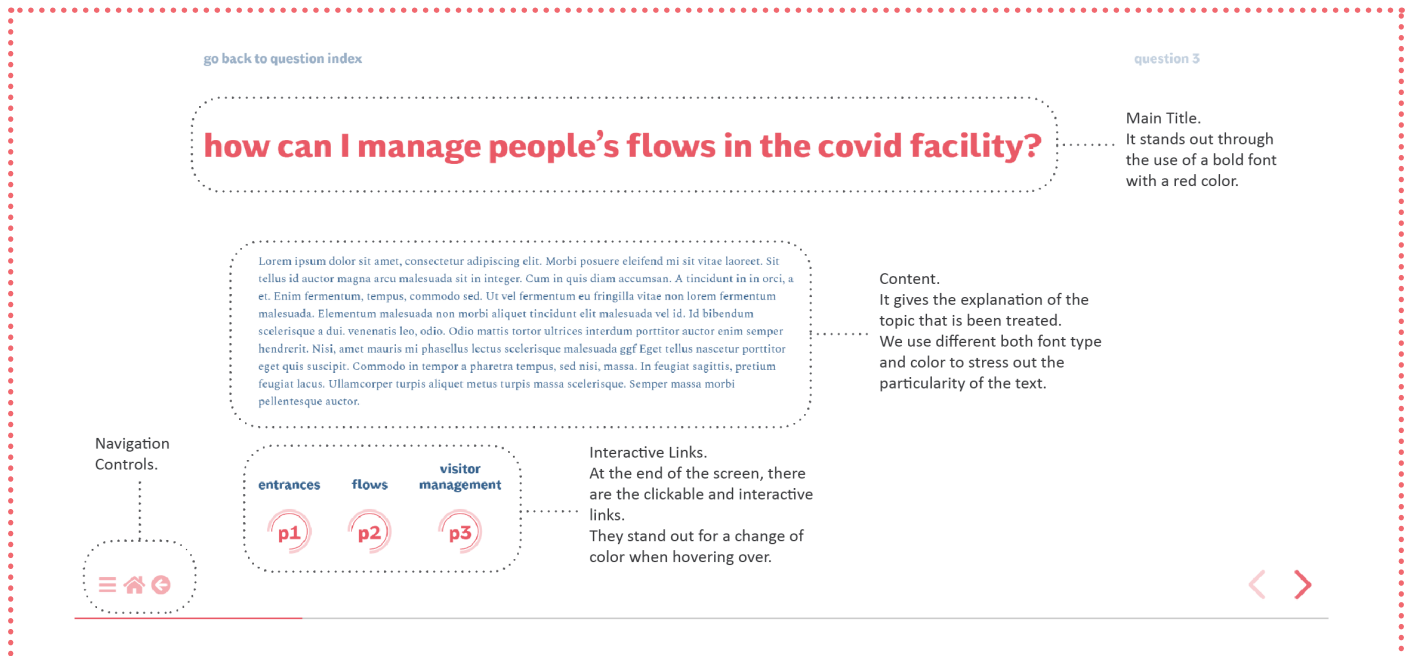 go back to question index
question 3
how can I manage people's flows in the covid facility?
Main Title.
It stands out through
the use of a bold font
with a red color.
Lorem ipsum dolor sit amet, consectetur adipiscing elit. Morbi posuere eleifend mi sit vitae laoreet. Sit
tellus id auctor magna arcu malesuada sit in integer. Cum in quis diam accumsan. A tincidunt in in orci, a
et. Enim fermentum, tempus, commodo sed. Ut vel fermentum eu fringilla vitae non lorem fermentum
malesuada. Elementum malesuada non morbi aliquet tincidunt elit malesuada vel id. Id bibendum
scelerisque a dui. venenatis leo, odio. Odio mattis tortor ultrices interdum porttitor auctor enim semper
hendrerit. Nisi, amet mauris mi phasellus lectus scelerisque malesuada ggf Eget tellus nascetur porttitor
eget quis suscipit. Commodo in tempor a pharetra tempus, sed nisi, massa. In feugiat sagittis, pretium
feugiat lacus. Ullamcorper turpis aliquet metus turpis massa scelerisque. Semper massa morbi
pellentesque auctor.
Content.
It gives the explanation of the
topic that is been treated.
We use different both font type
and color to stress out the
particularity of the text.
Navigation
Controls.
entrances
flows
visitor
management
p1
p2
p3
Interactive Links.
At the end of the screen, there
are the clickable and interactive
links.
They stand out for a change of
color when hovering over.